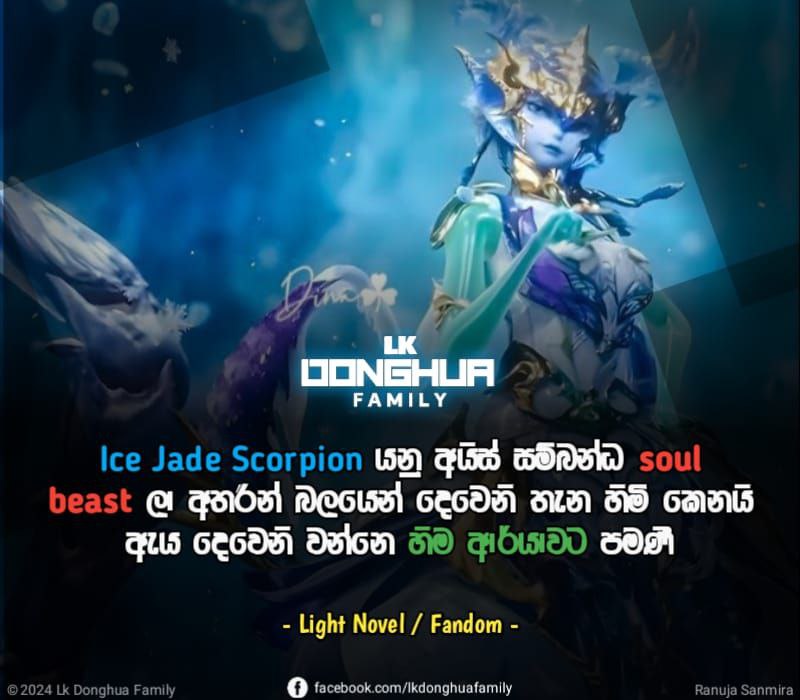 Dina
LK
DONGHUA
FAMILY
Ice Jade Scorpion යනු අයිස් සම්බන්ධ soul
beast ලා අතරින් බලයෙන් දෙවෙනි තැන හිමි කෙනයි
ඇය දෙවෙනි වන්නෙ හිම ආර්යාවට පමණී
- Light Novel / Fandom -
©2024 Lk Donghua Family
facebook.com/lkdonghuafamily
Ranuja Sanmira